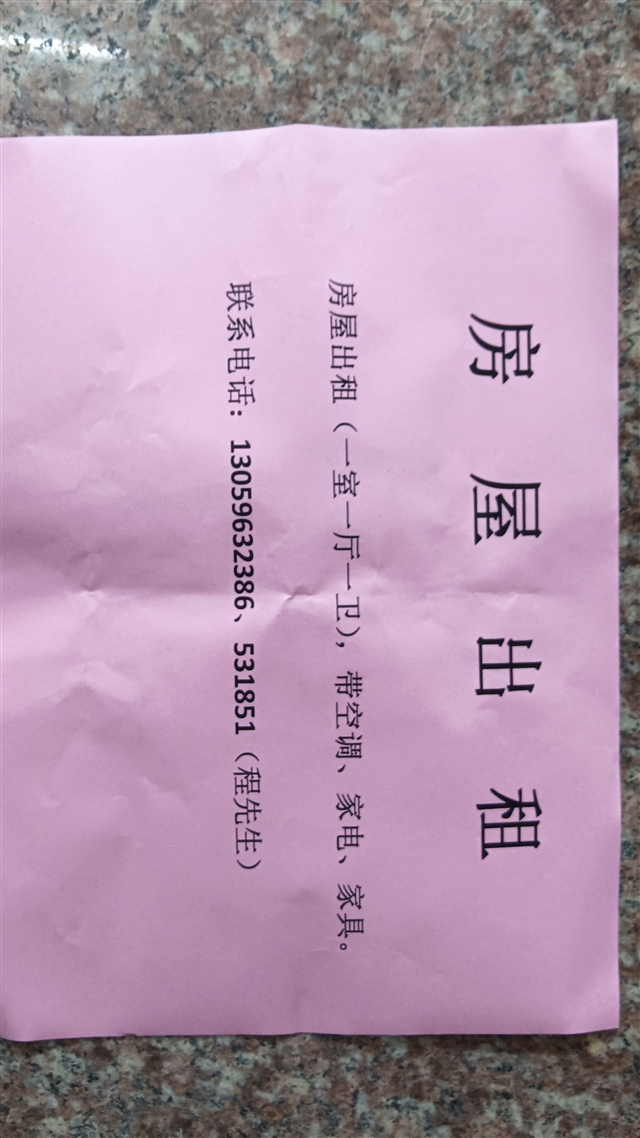 房屋出租
房屋出租（一室一厅一卫），带空调、家电、家具。
联系电话：13059632386、531851（程先生）